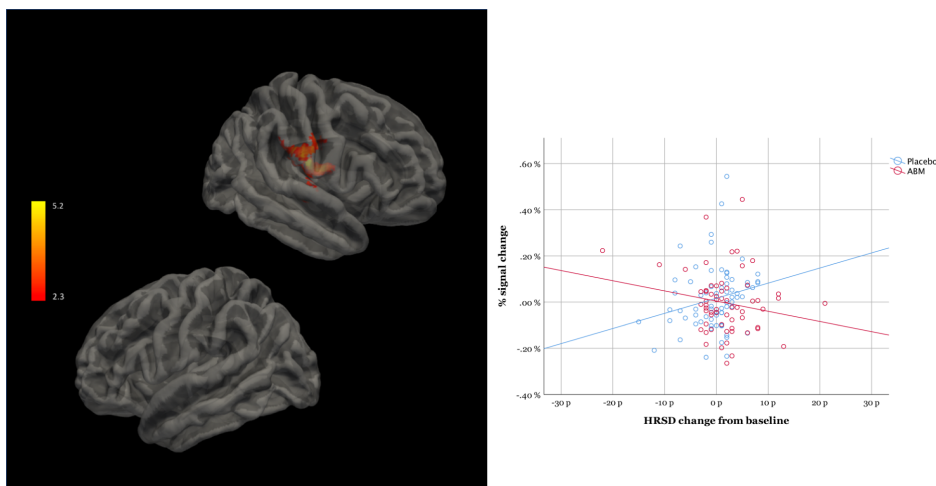 5.2
2.3
.60 %
.40 %
.20 %
.00 %
-.20 %
-.40 %
% signal change
-30 p
-20 p
-10 p
0 p
10 p
20 p
30 p
HRSD change from baseline
Placebo
ABM